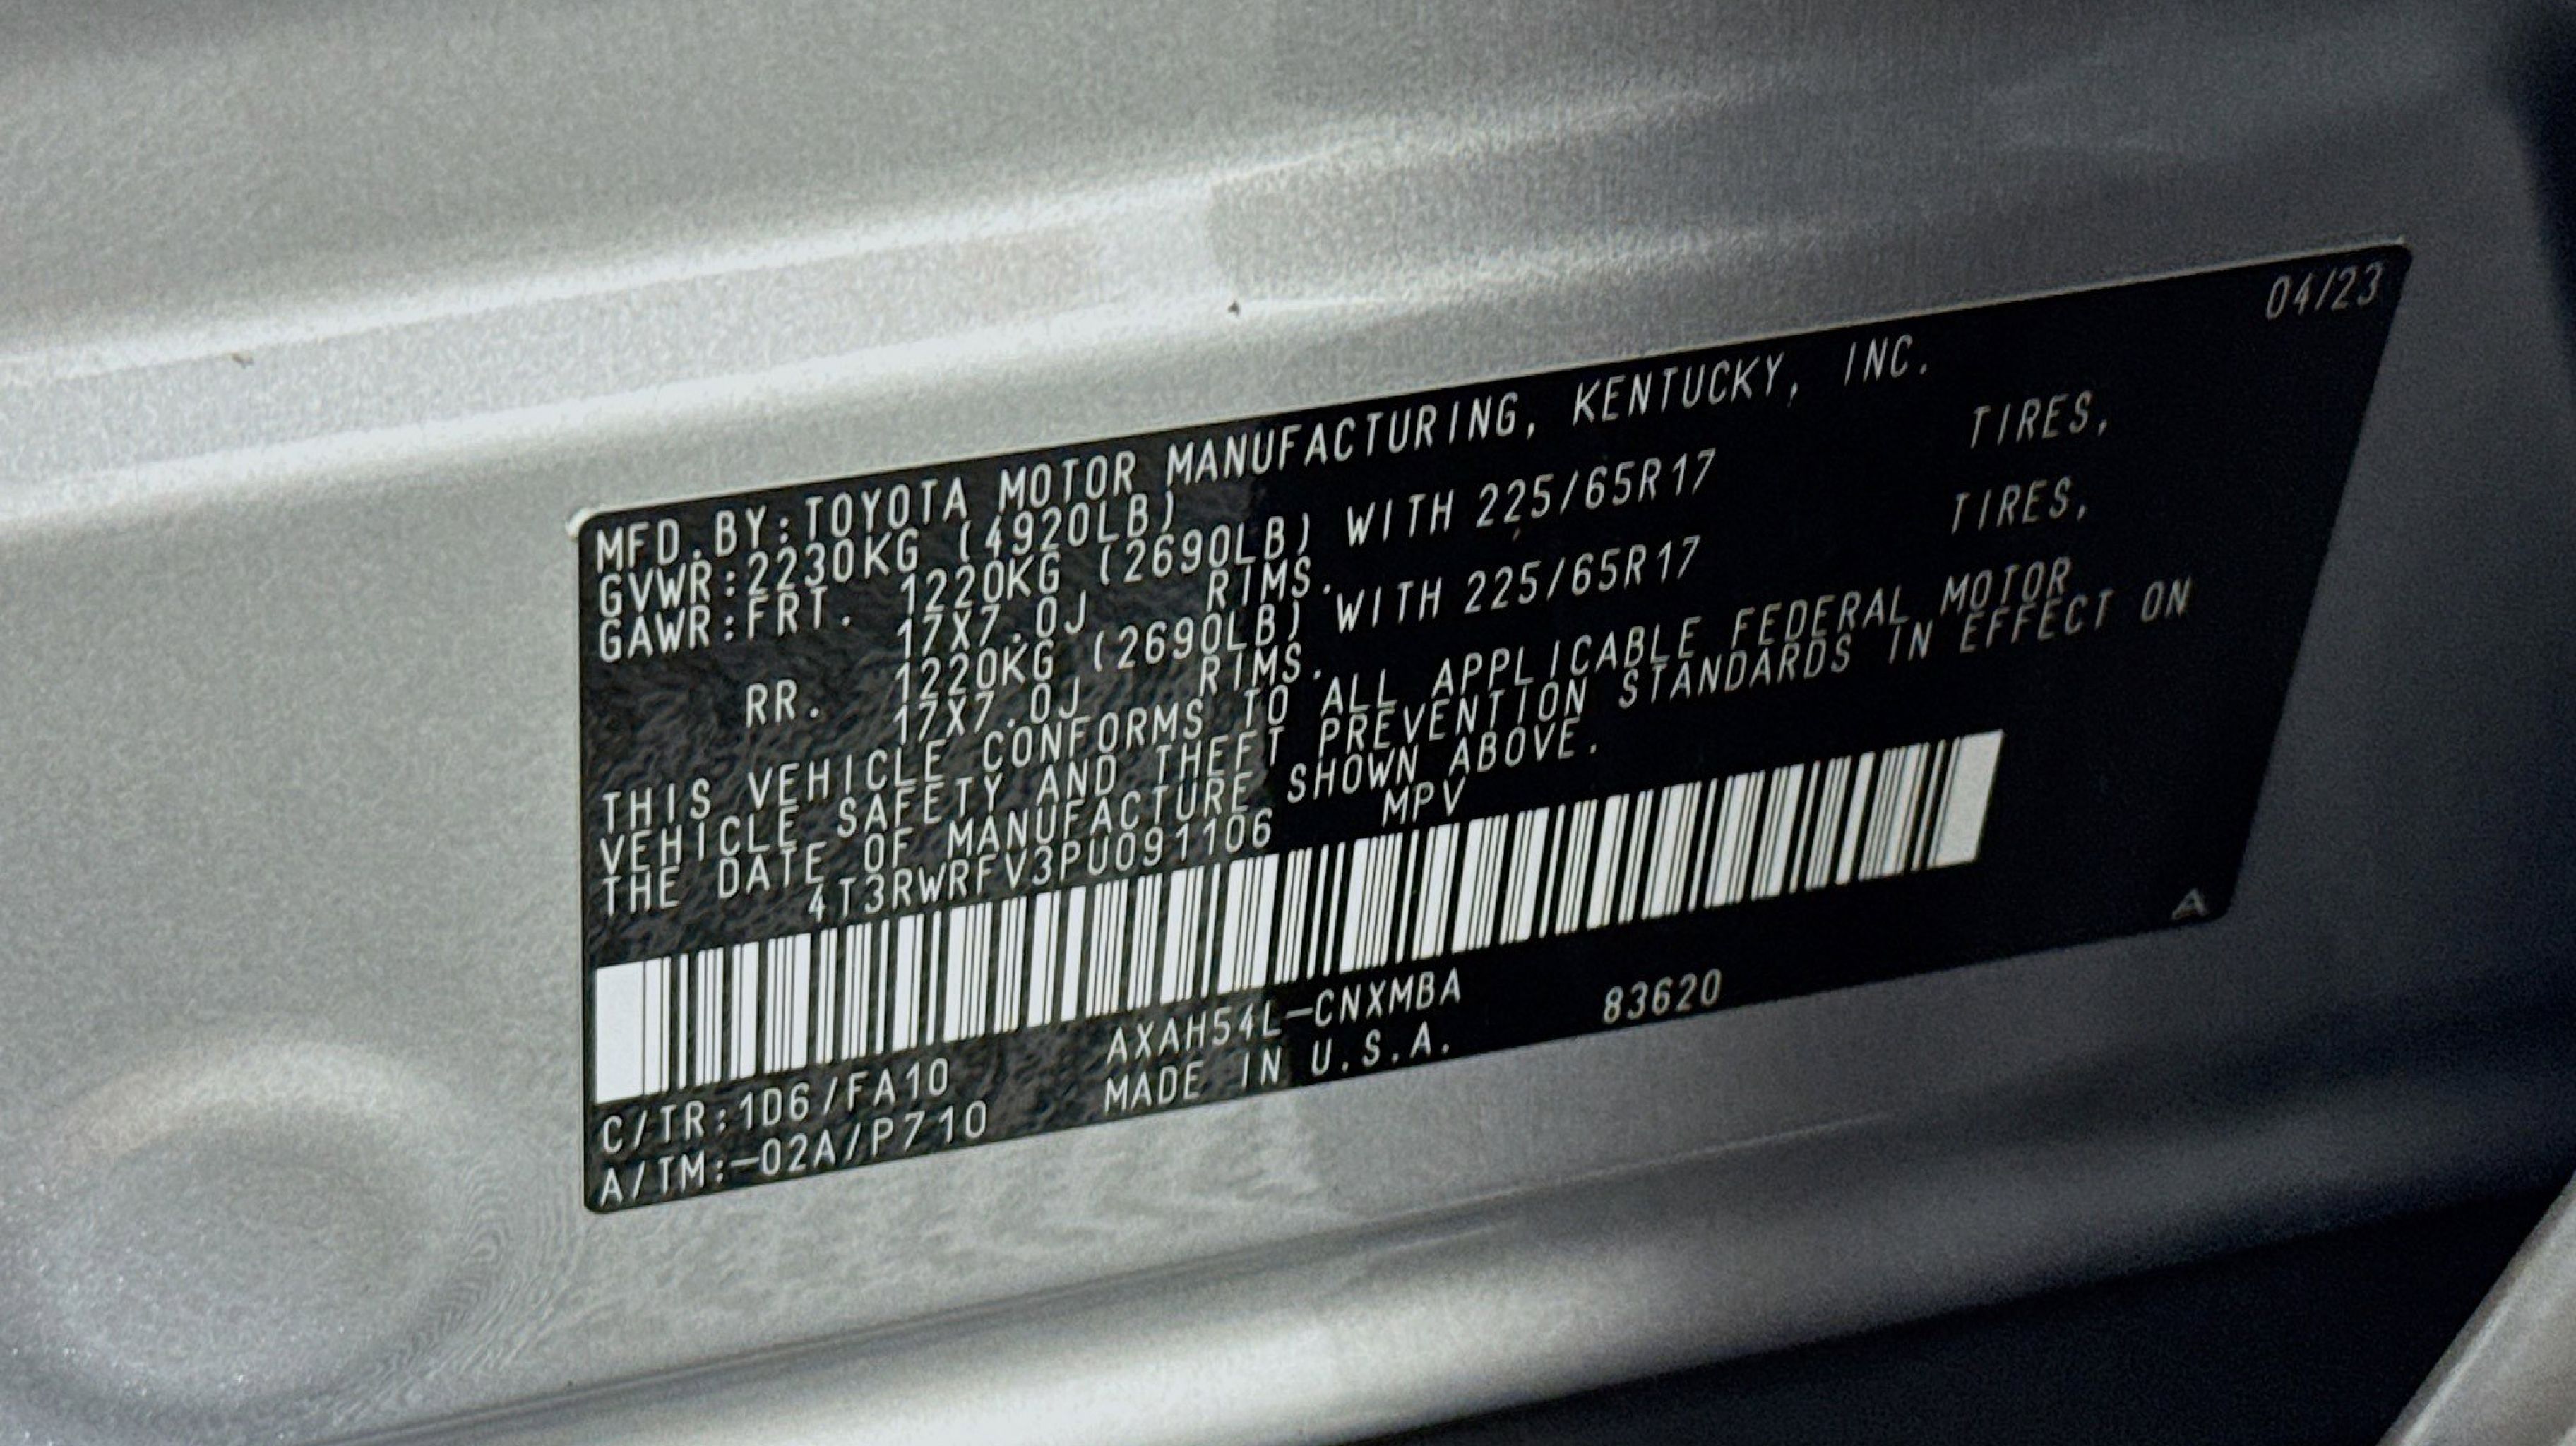 04/23
MFD.BY:TOYOTA MOTOR MANUFACTURING, KENTUCKY, INC.
GVWR:2230KG (4920LB)
GAWR:FRT. 1220KG (2690LB) WITH 225/65R17 TIRES,
17X7.0J RIMS.
RR. 1220KG (2690LB) WITH 225/65R17 TIRES,
17X7.0J RIMS.
THIS VEHICLE CONFORMS TO ALL APPLICABLE FEDERAL MOTOR
VEHICLE SAFETY AND THEFT PREVENTION STANDARDS IN EFFECT ON
THE DATE OF MANUFACTURE SHOWN ABOVE.
4T3RWRFV3PU091106 MPV
C/TR:1D6/FA10 AXAH54L-CNXMBA 83620
A/TM:-02A/P710 MADE IN U.S.A.
A